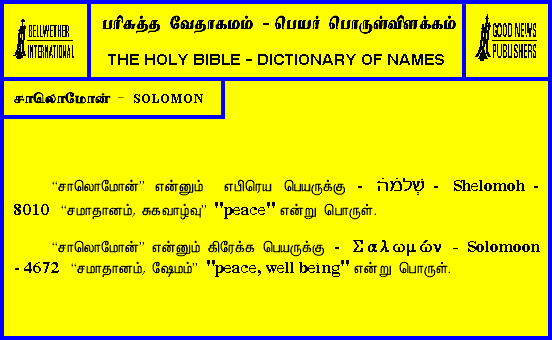 BELLWETHER
INTERNATIONAL
பரிசுத்த வேதாகமம் - பெயர் பொருள்விளக்கம்
THE HOLY BIBLE - DICTIONARY OF NAMES
GOOD NEWS
PUBLISHERS
சாலொமோன் - SOLOMON
“சாலொமோன்” என்னும் எபிரெய பெயருக்கு - שְׁלֹמֹה - Shelomoh -
8010 “சமாதானம், சுகவாழ்வு” "peace" என்று பொருள்.
“சாலொமோன்” என்னும் கிரேக்க பெயருக்கு - Σαλωμών - Solomoon
- 4672 “சமாதானம், ஷேமம்” "peace, well being" என்று பொருள்.